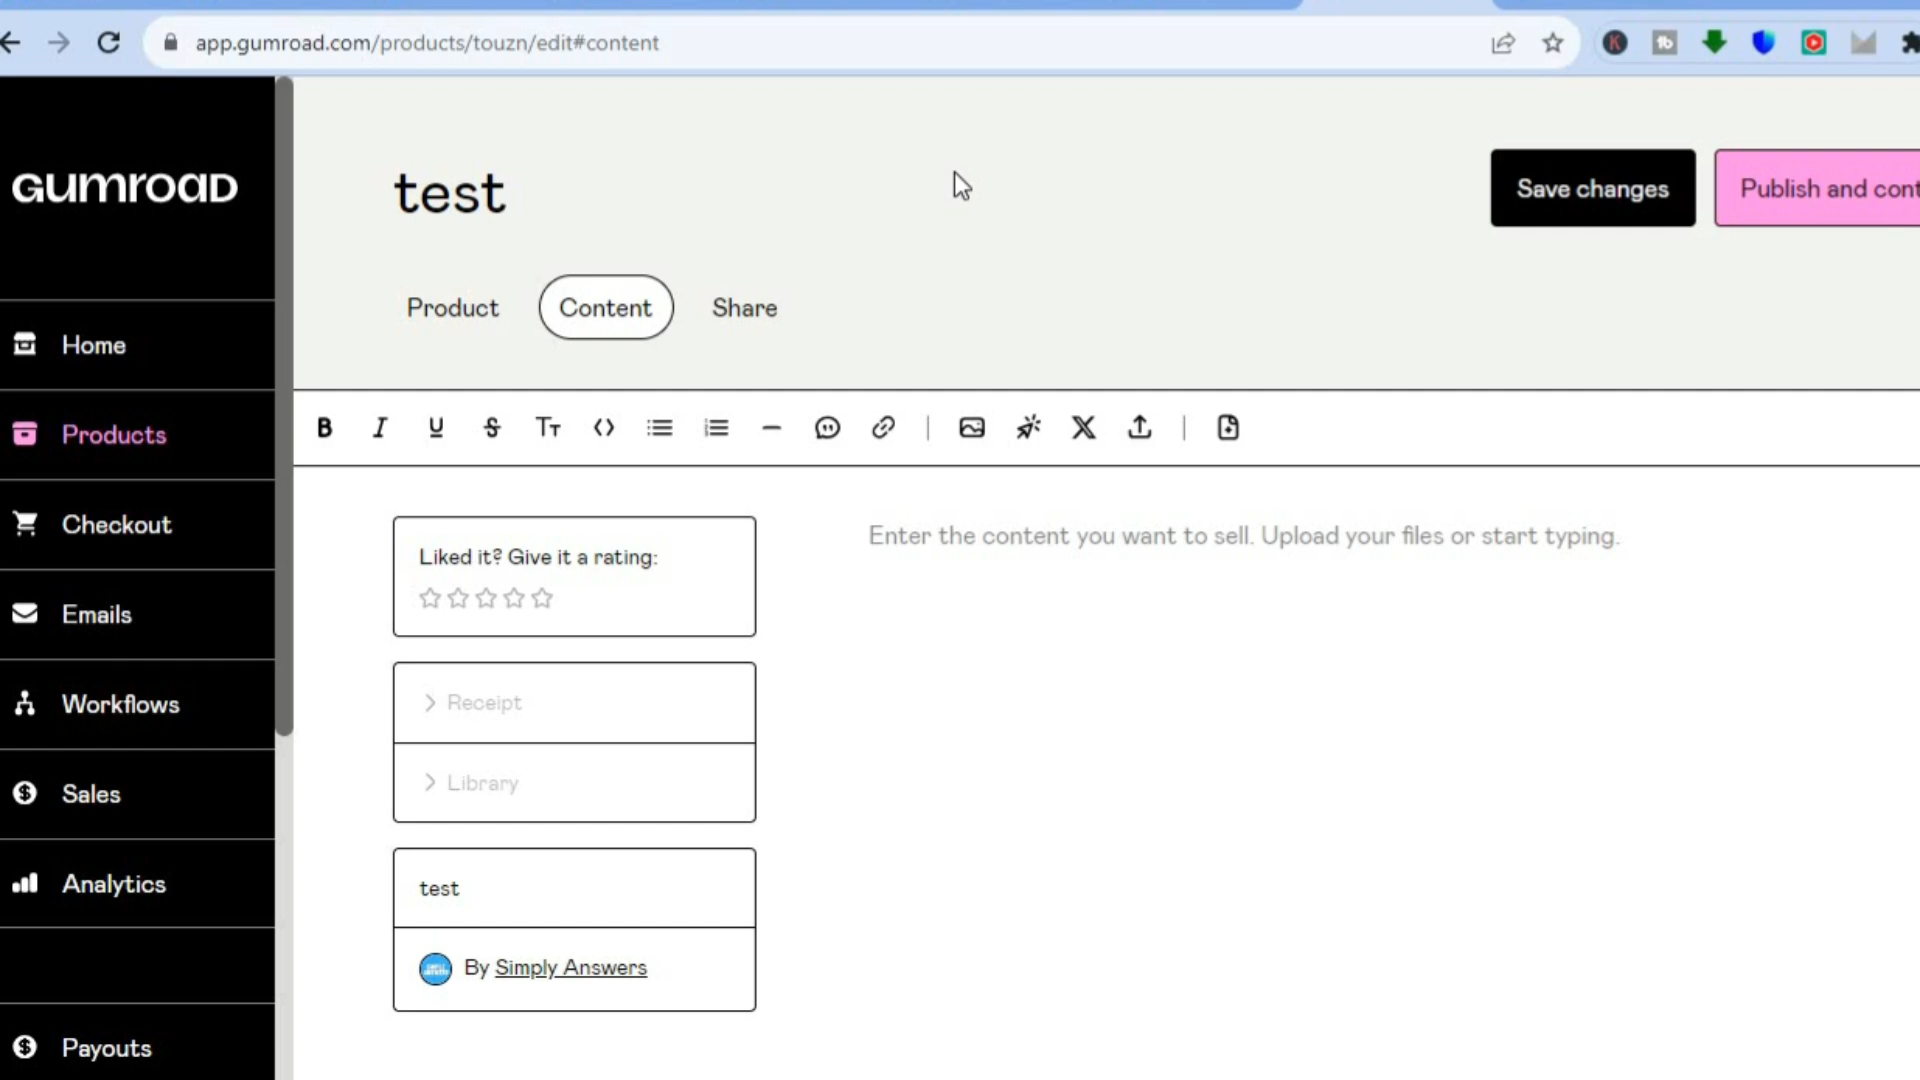 app.gumroad.com/products/touzn/edit#content
GUMROAD
test
Save changes
Publish and cont
Product
Content
Share
Home
Products
Checkout
Emails
Workflows
Sales
Analytics
Payouts
Enter the content you want to sell. Upload your files or start typing.
Liked it? Give it a rating:
Receipt
Library
test
By Simply Answers